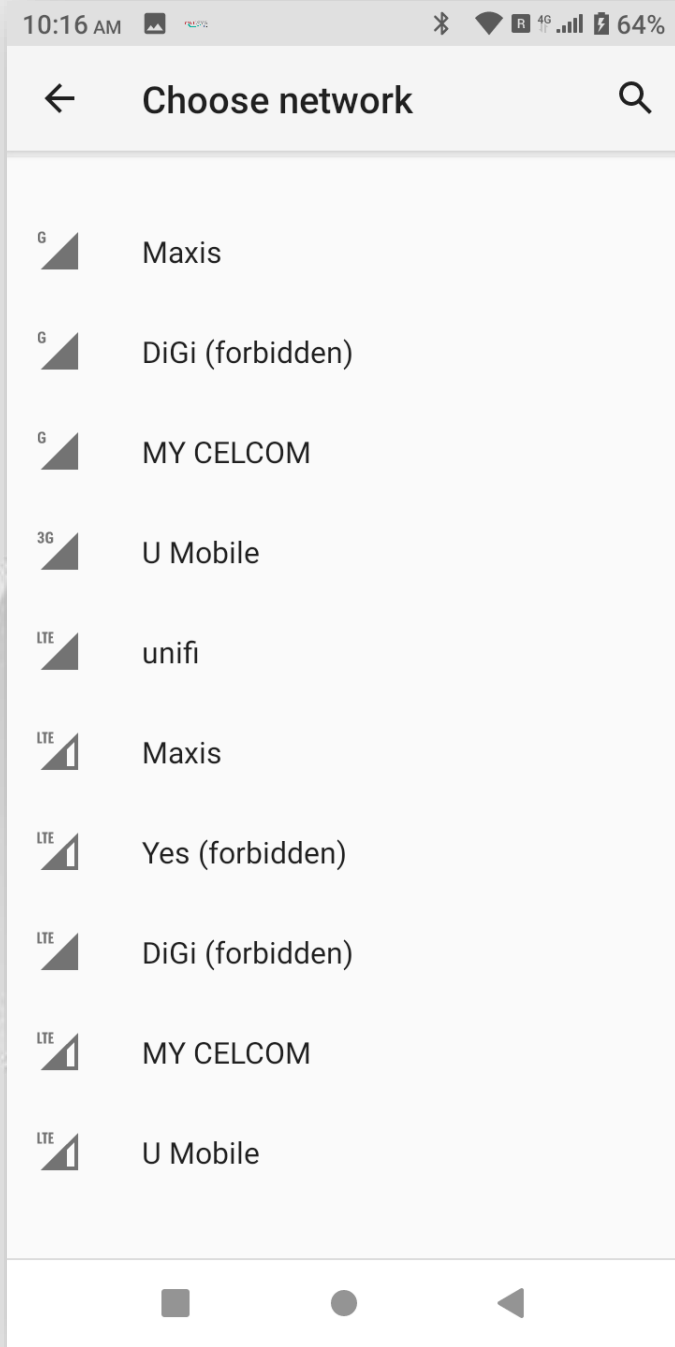 10:16 AM R 4G 64%
Choose network
G
Maxis
G
DiGi (forbidden)
G
MY CELCOM
3G
U Mobile
LTE
unifi
LTE
Maxis
LTE
Yes (forbidden)
LTE
DiGi (forbidden)
LTE
MY CELCOM
LTE
U Mobile